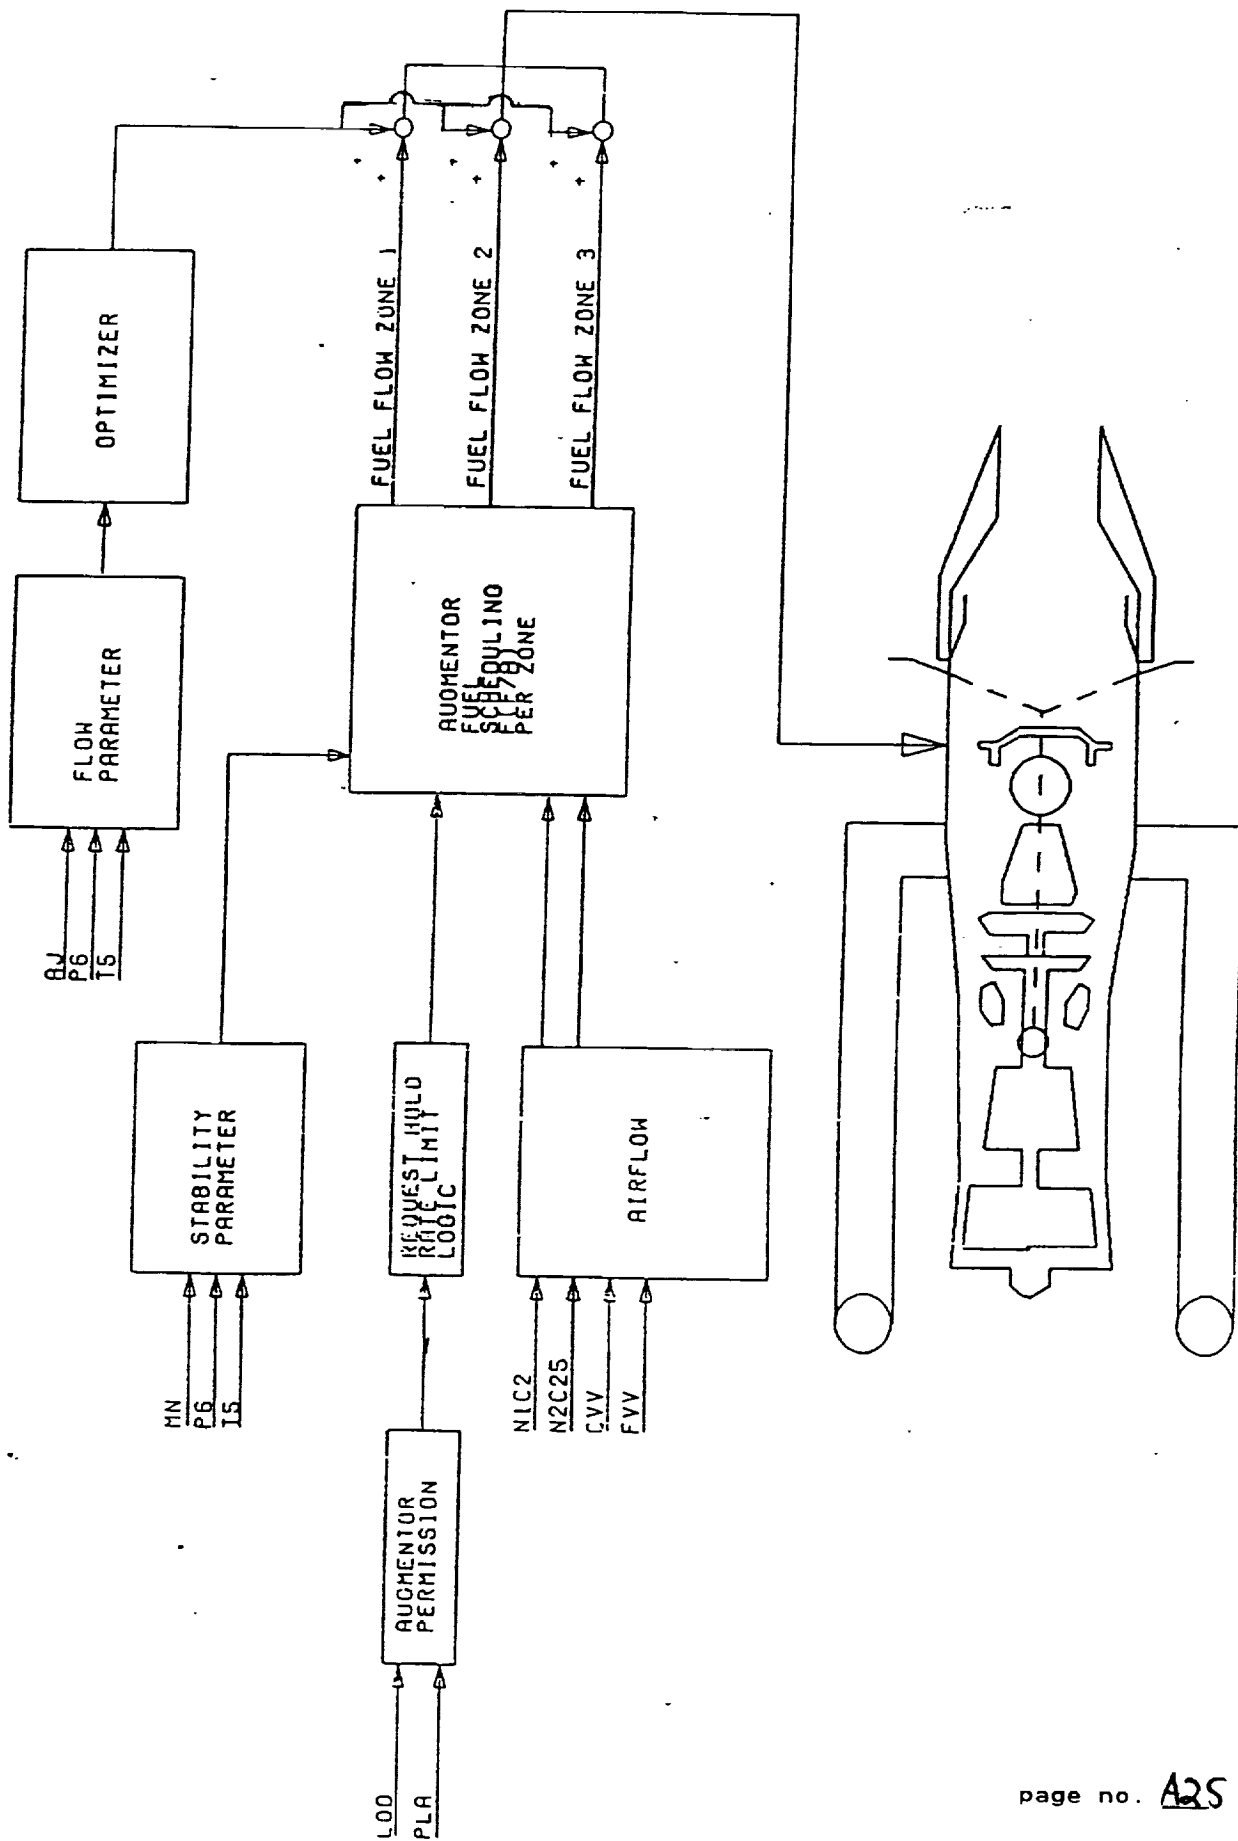 AJ
P6
T5
FLOW
PARAMETER
OPTIMIZER
MN
P6
T5
STABILITY
PARAMETER
LOD
PLA
AUGMENTOR
PERMISSION
REQUEST HOLD
RATE LIMIT
LOGIC
N1C2
N2C25
CVV
FVV
AIRFLOW
AUGMENTOR
FUEL
SCHEDULING
PER ZONE
FUEL FLOW ZONE 1
FUEL FLOW ZONE 2
FUEL FLOW ZONE 3
+ +
+ +
+ +
page no. A25